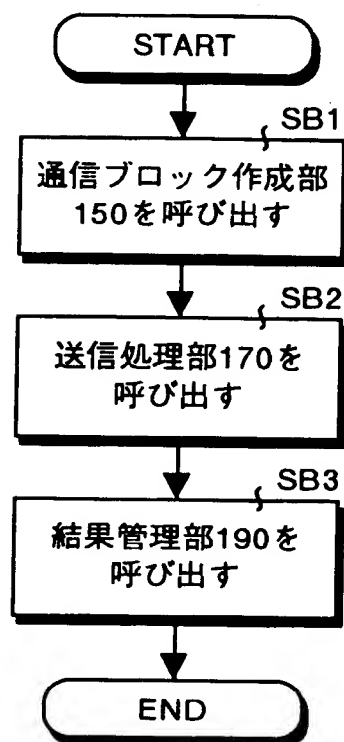 START
SB1
通信ブロック作成部
150を呼び出す
SB2
送信処理部170を
呼び出す
SB3
結果管理部190を
呼び出す
END